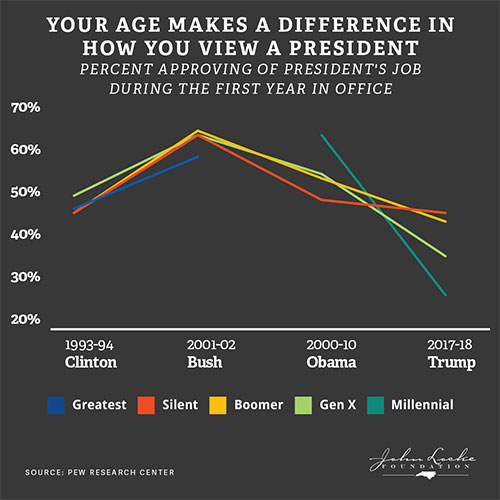 YOUR AGE MAKES A DIFFERENCE IN
HOW YOU VIEW A PRESIDENT
PERCENT APPROVING OF PRESIDENT'S JOB
DURING THE FIRST YEAR IN OFFICE
70%
60%
50%
40%
30%
20%
1993-94 2001-02 2000-10 2017-18
Clinton Bush Obama Trump
Greatest Silent Boomer Gen X Millennial
John Locke
FOUNDATION
SOURCE: PEW RESEARCH CENTER